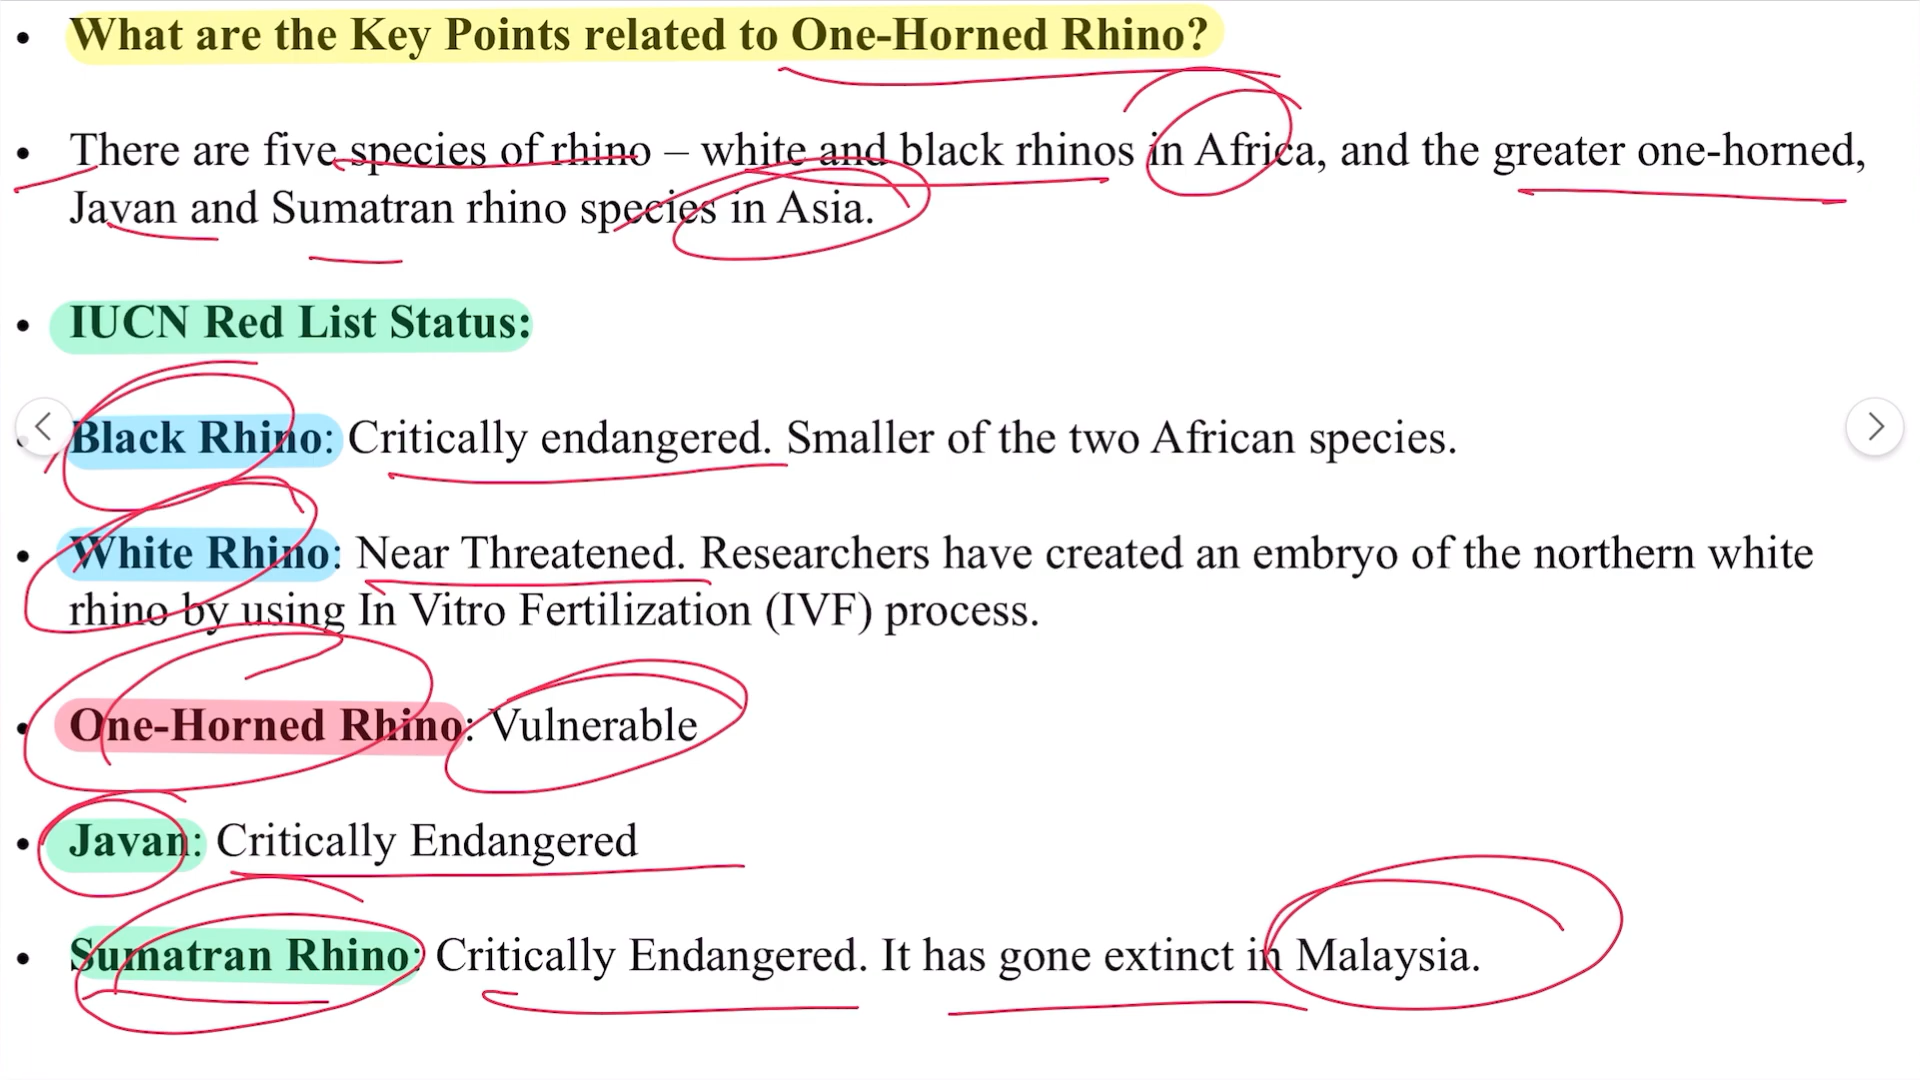 • What are the Key Points related to One-Horned Rhino?
• There are five species of rhino – white and black rhinos in Africa, and the greater one-horned,
Javan and Sumatran rhino species in Asia.
• IUCN Red List Status:
• Black Rhino: Critically endangered. Smaller of the two African species.
• White Rhino: Near Threatened. Researchers have created an embryo of the northern white
rhino by using In Vitro Fertilization (IVF) process.
• One-Horned Rhino: Vulnerable
• Javan: Critically Endangered
• Sumatran Rhino: Critically Endangered. It has gone extinct in Malaysia.